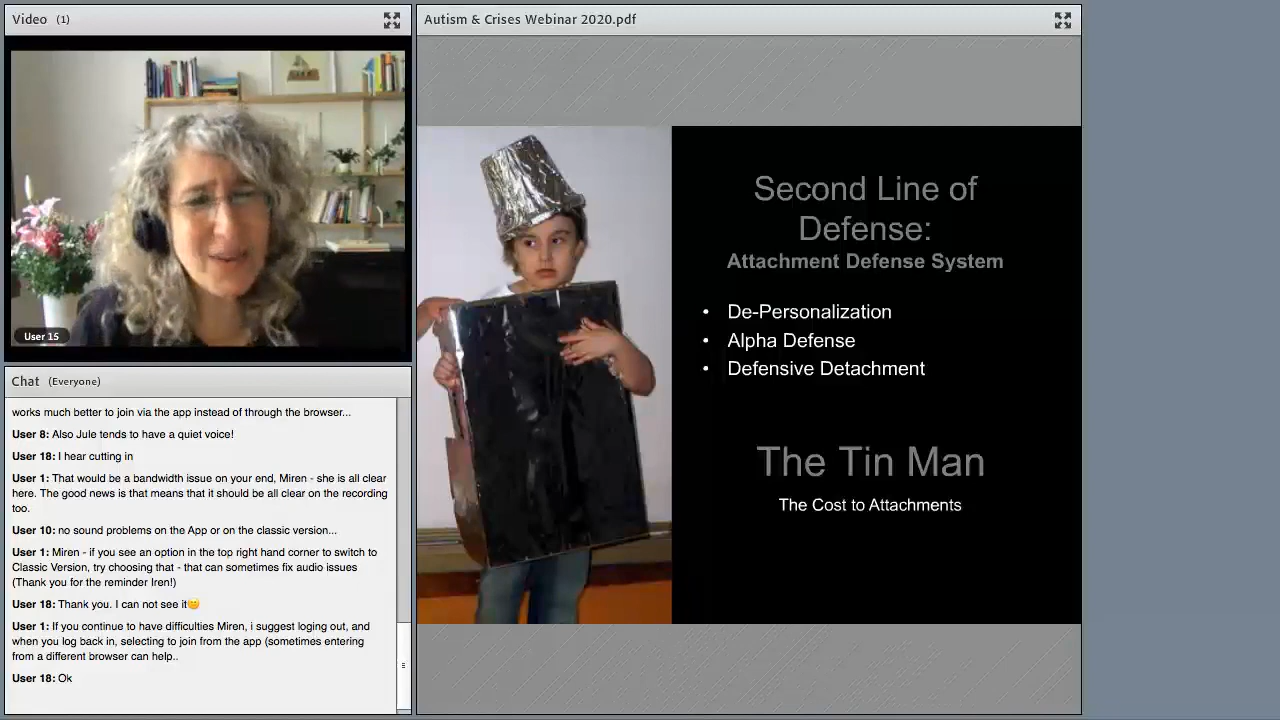 Video (1)
User 15
Chat (Everyone)
works much better to join via the app instead of through the browser...
User 8: Also Jule tends to have a quiet voice!
User 18: I hear cutting in
User 1: That would be a bandwidth issue on your end, Miren - she is all clear
here. The good news is that means that it should be all clear on the recording
too.
User 10: no sound problems on the App or on the classic version...
User 1: Miren - if you see an option in the top right hand corner to switch to
Classic Version, try choosing that - that can sometimes fix audio issues
(Thank you for the reminder Iren!)
User 18: Thank you. I can not see it🙂
User 1: If you continue to have difficulties Miren, i suggest loging out, and
when you log back in, selecting to join from the app (sometimes entering
from a different browser can help..
User 18: Ok
Autism & Crises Webinar 2020.pdf
Second Line of
Defense:
Attachment Defense System
• De-Personalization
• Alpha Defense
• Defensive Detachment
The Tin Man
The Cost to Attachments